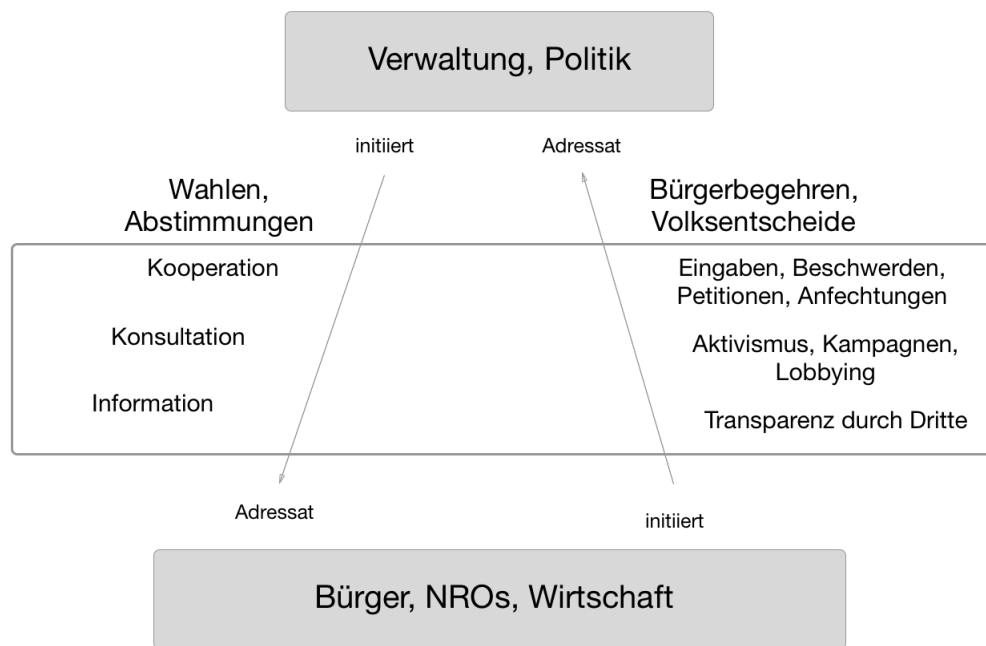 Verwaltung, Politik
initiiert
Adressat
Wahlen,
Abstimmungen
Bürgerbegehren,
Volksentscheide
Kooperation
Eingaben, Beschwerden,
Petitionen, Anfechtungen
Konsultation
Aktivismus, Kampagnen,
Lobbying
Information
Transparenz durch Dritte
Adressat
initiiert
Bürger, NROs, Wirtschaft